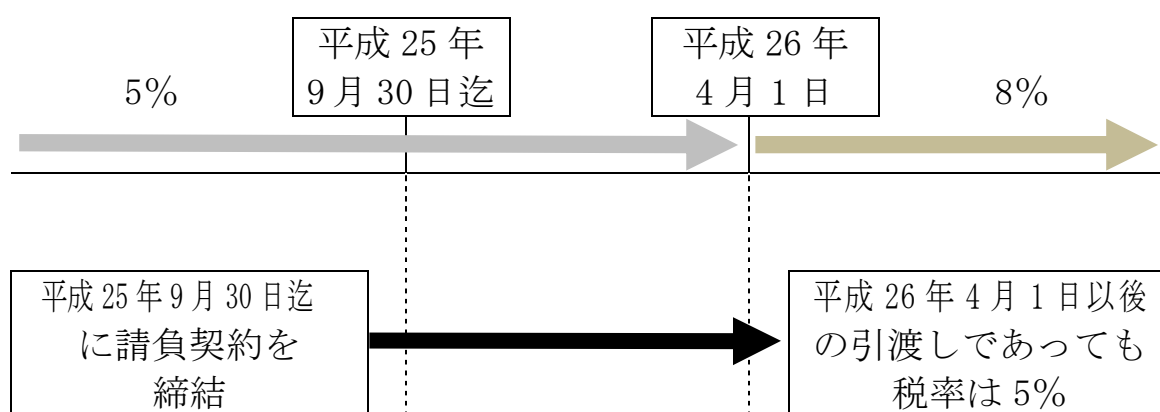 平成 25 年
9 月 30 日迄
平成 26 年
4 月 1 日
5%
8%
平成 25 年 9 月 30 日迄
に請負契約を
締結
平成 26 年 4 月 1 日以後
の引渡しであっても
税率は 5%